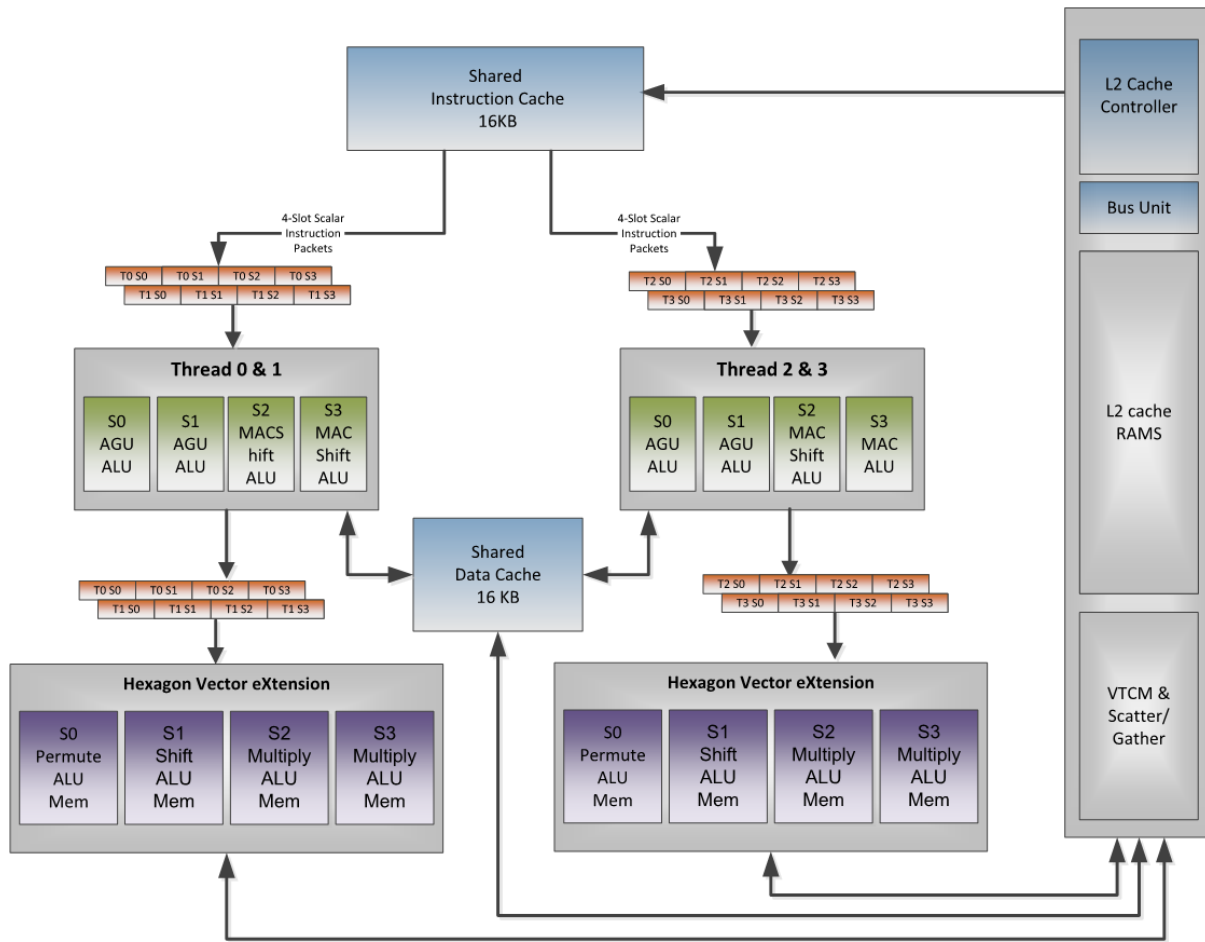 Shared
Instruction Cache
16KB
L2 Cache
Controller
Bus Unit
L2 cache
RAMS
VTCM &
Scatter/
Gather
4-Slot Scalar
Instruction
Packets
4-Slot Scalar
Instruction
Packets
T0 S0 T0 S1 T0 S2 T0 S3
T1 S0 T1 S1 T1 S2 T1 S3
T2 S0 T2 S1 T2 S2 T2 S3
T3 S0 T3 S1 T3 S2 T3 S3
Thread 0 & 1
S0
AGU
ALU
S1
AGU
ALU
S2
MACS
hift
ALU
S3
MAC
Shift
ALU
Thread 2 & 3
S0
AGU
ALU
S1
AGU
ALU
S2
MAC
Shift
ALU
S3
MAC
ALU
Shared
Data Cache
16 KB
T0 S0 T0 S1 T0 S2 T0 S3
T1 S0 T1 S1 T1 S2 T1 S3
T2 S0 T2 S1 T2 S2 T2 S3
T3 S0 T3 S1 T3 S2 T3 S3
Hexagon Vector eXtension
S0
Permute
ALU
Mem
S1
Shift
ALU
Mem
S2
Multiply
ALU
Mem
S3
Multiply
ALU
Mem
Hexagon Vector eXtension
S0
Permute
ALU
Mem
S1
Shift
ALU
Mem
S2
Multiply
ALU
Mem
S3
Multiply
ALU
Mem